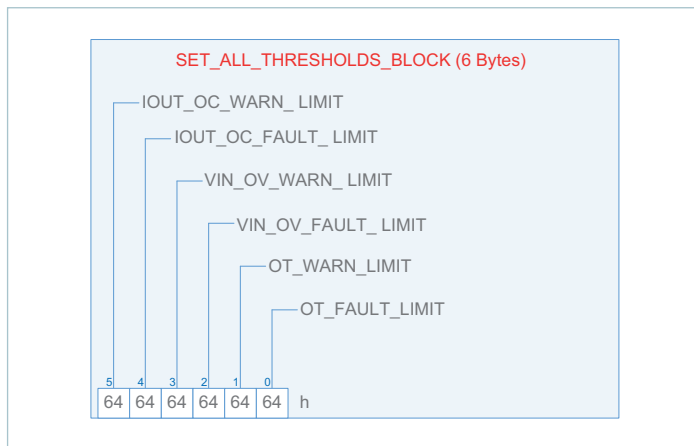 SET_ALL_THRESHOLDS_BLOCK (6 Bytes)
IOUT_OC_WARN_ LIMIT
IOUT_OC_FAULT_ LIMIT
VIN_OV_WARN_ LIMIT
VIN_OV_FAULT_ LIMIT
OT_WARN_LIMIT
OT_FAULT_LIMIT
5 4 3 2 1 0
64 64 64 64 64 64 h